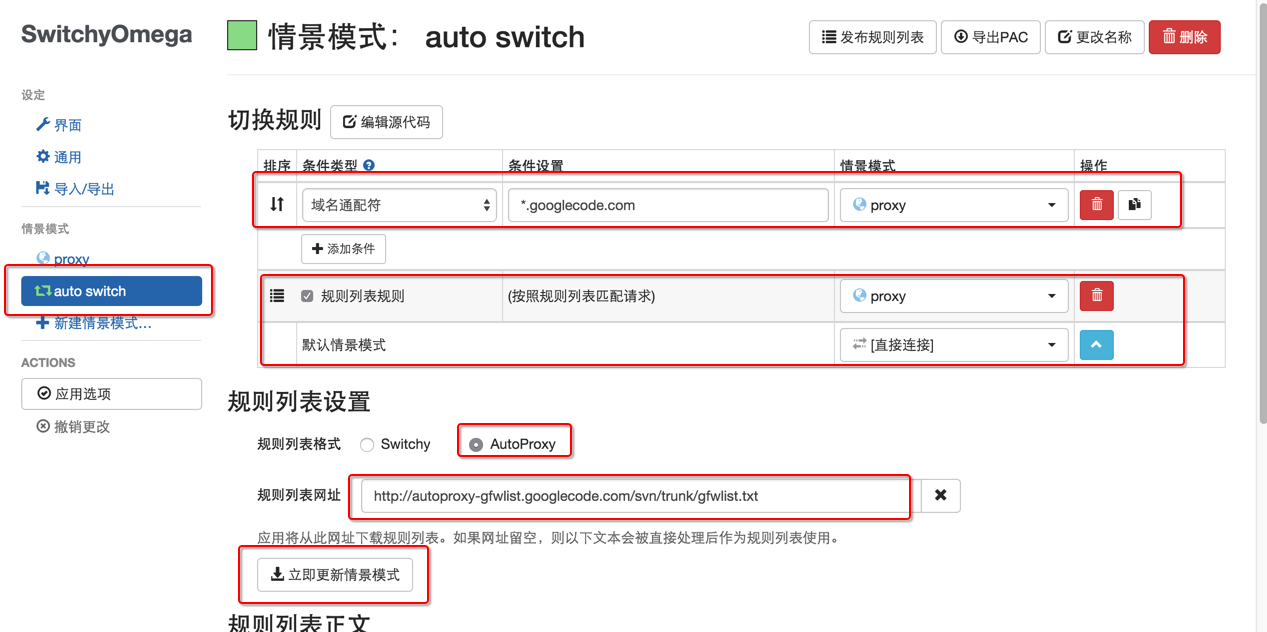 SwitchyOmega
情景模式： auto switch
发布规则列表 导出PAC 更改名称 删除
设定
界面
通用
导入/导出
情景模式
proxy
auto switch
新建情景模式...
ACTIONS
应用选项
撤销更改
切换规则 编辑源代码
排序 条件类型 条件设置 情景模式 操作
域名通配符 *.googlecode.com proxy
添加条件
规则列表规则 (按照规则列表匹配请求) proxy
默认情景模式 [直接连接]
规则列表设置
规则列表格式 Switchy AutoProxy
规则列表网址 http://autoproxy-gfwlist.googlecode.com/svn/trunk/gfwlist.txt
应用将从此网址下载规则列表。如果网址留空，则以下文本会被直接处理后作为规则列表使用。
立即更新情景模式
规则列表正文